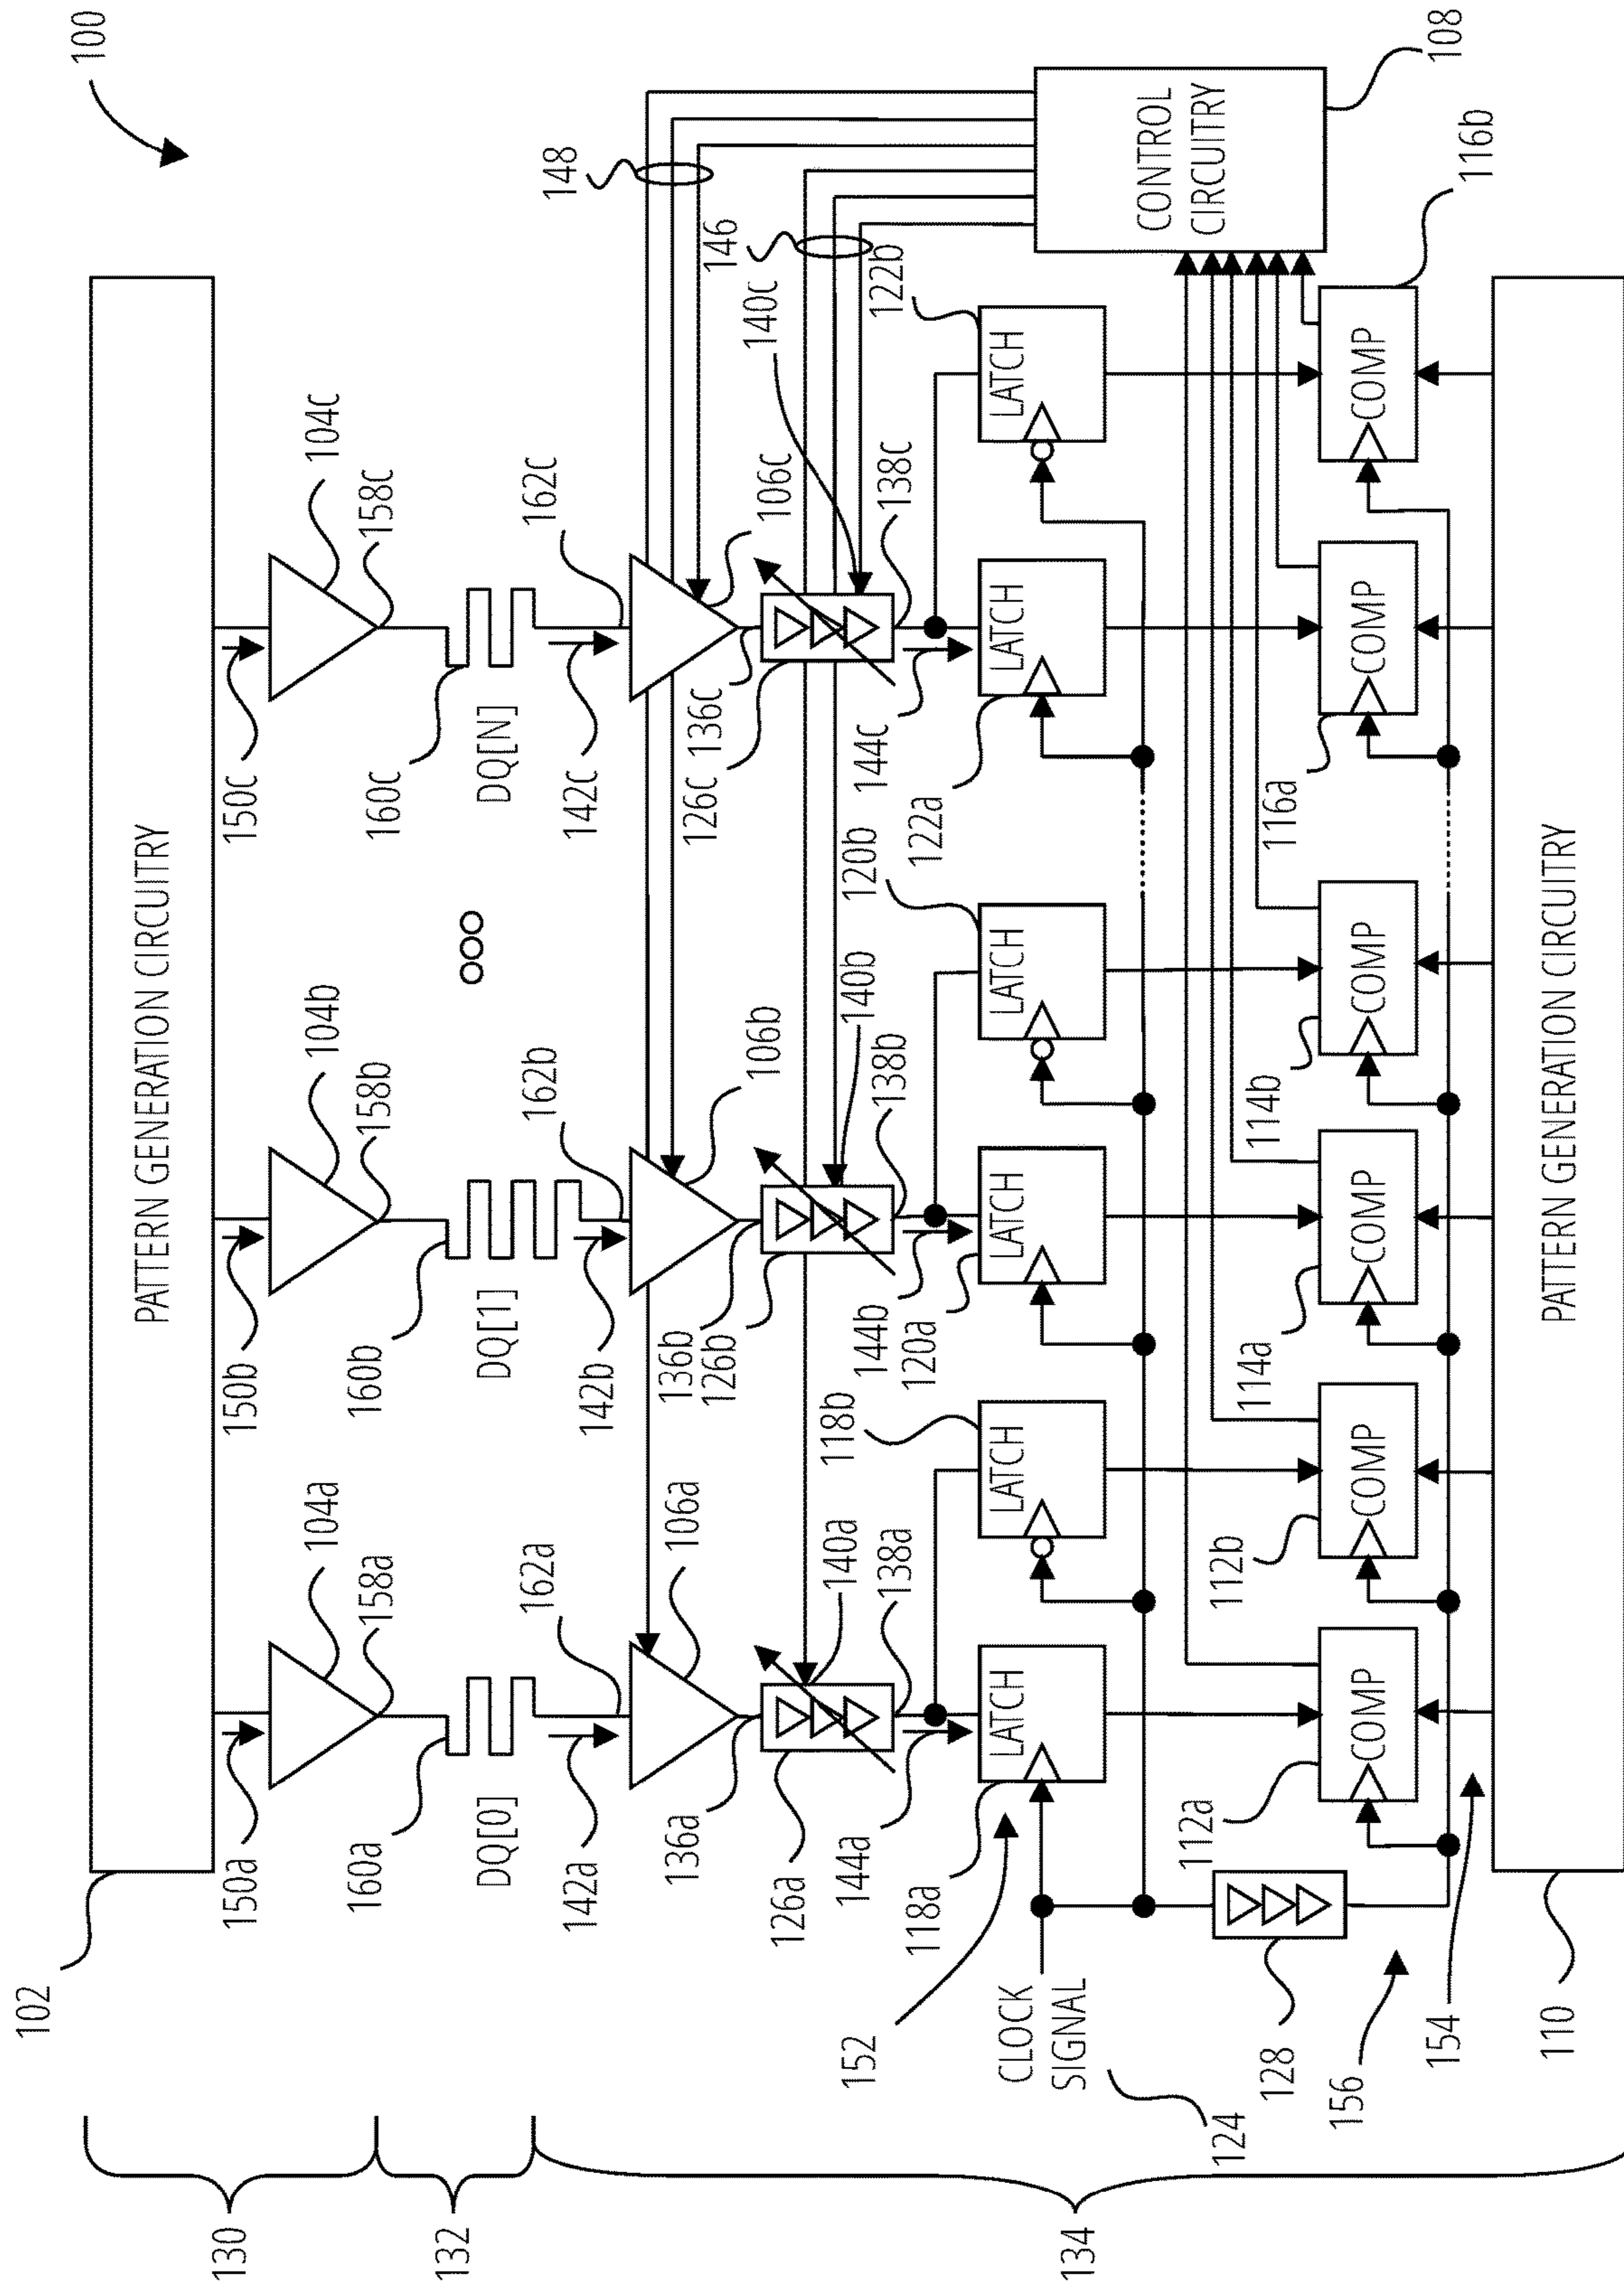 100
102
PATTERN GENERATION CIRCUITRY
130
150a
150b
150c
104a
104b
104c
158a
158b
158c
132
160a
160b
160c
DQ[0]
DQ[1]
DQ[N]
142a
142b
142c
162a
162b
162c
148
134
106a
106b
106c
136a
136b
136c
126a
126b
126c
146
140a
140b
140c
138a
138b
138c
144a
144b
144c
118a
118b
120a
120b
122a
122b
LATCH
LATCH
LATCH
LATCH
LATCH
LATCH
152
CLOCK
SIGNAL
124
CONTROL
CIRCUITRY
108
128
156
154
112a
112b
114a
114b
116a
116b
COMP
COMP
COMP
COMP
COMP
COMP
110
PATTERN GENERATION CIRCUITRY